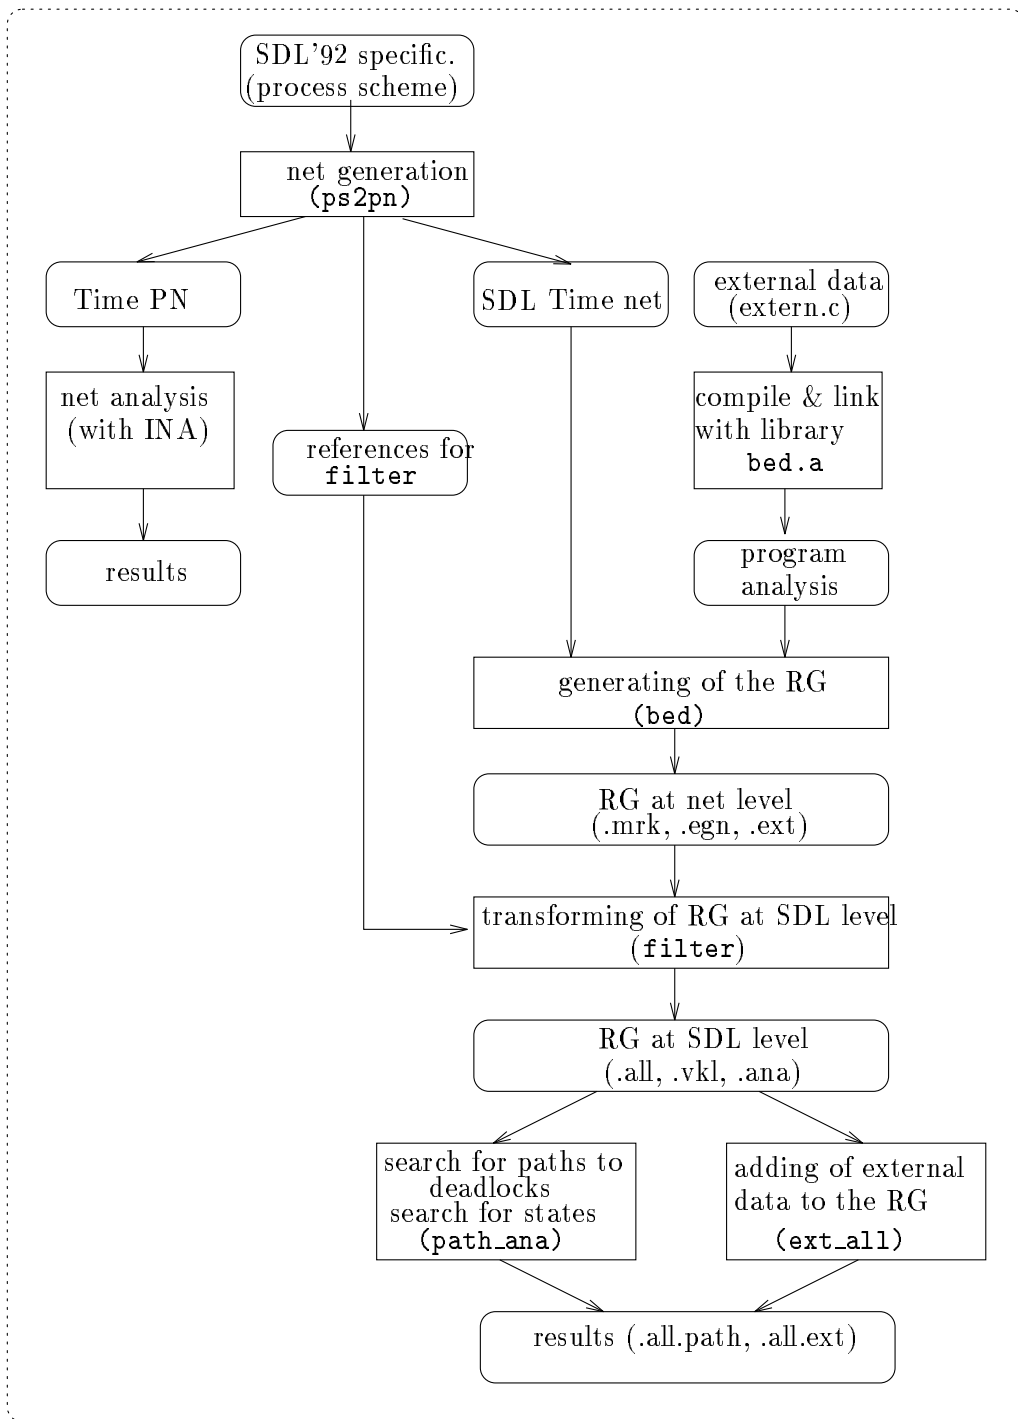 SDL'92 specific.
(process scheme)
net generation
(ps2pn)
Time PN
SDL Time net
external data
(extern.c)
net analysis
(with INA)
references for
filter
compile & link
with library
bed.a
results
program
analysis
generating of the RG
(bed)
RG at net level
(.mrk, .egn, .ext)
transforming of RG at SDL level
(filter)
RG at SDL level
(.all, .vkl, .ana)
search for paths to
deadlocks
search for states
(path_ana)
adding of external
data to the RG
(ext_all)
results (.all.path, .all.ext)